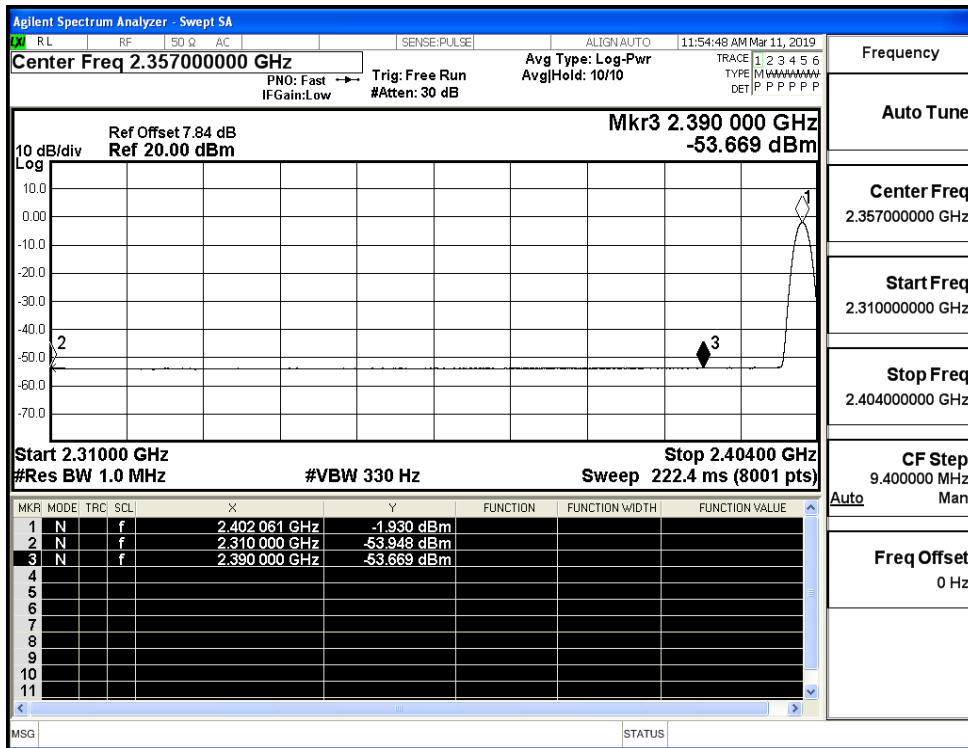 Agilent Spectrum Analyzer - Swept SA
LXI RL RF 50 Ω AC SENSE:PULSE ALIGN AUTO 11:54:48 AM Mar 11, 2019
Center Freq 2.357000000 GHz
PNO: Fast
IFGain:Low
Trig: Free Run
#Atten: 30 dB
Avg Type: Log-Pwr
Avg|Hold: 10/10
TRACE 1 2 3 4 5 6
TYPE M WWWWW
DET P P P P P P
Ref Offset 7.84 dB
10 dB/div Ref 20.00 dBm
Log
Mkr3 2.390 000 GHz
-53.669 dBm
10.0
0.00
-10.0
-20.0
-30.0
-40.0
-50.0
-60.0
-70.0
1
2
3
Start 2.31000 GHz Stop 2.40400 GHz
#Res BW 1.0 MHz #VBW 330 Hz Sweep 222.4 ms (8001 pts)
MKR MODE TRC SCL X Y FUNCTION FUNCTION WIDTH FUNCTION VALUE
1 N f 2.402 061 GHz -1.930 dBm
2 N f 2.310 000 GHz -53.948 dBm
3 N f 2.390 000 GHz -53.669 dBm
4
5
6
7
8
9
10
11
MSG STATUS
Frequency
Auto Tune
Center Freq
2.357000000 GHz
Start Freq
2.310000000 GHz
Stop Freq
2.404000000 GHz
CF Step
9.400000 MHz
Auto Man
Freq Offset
0 Hz